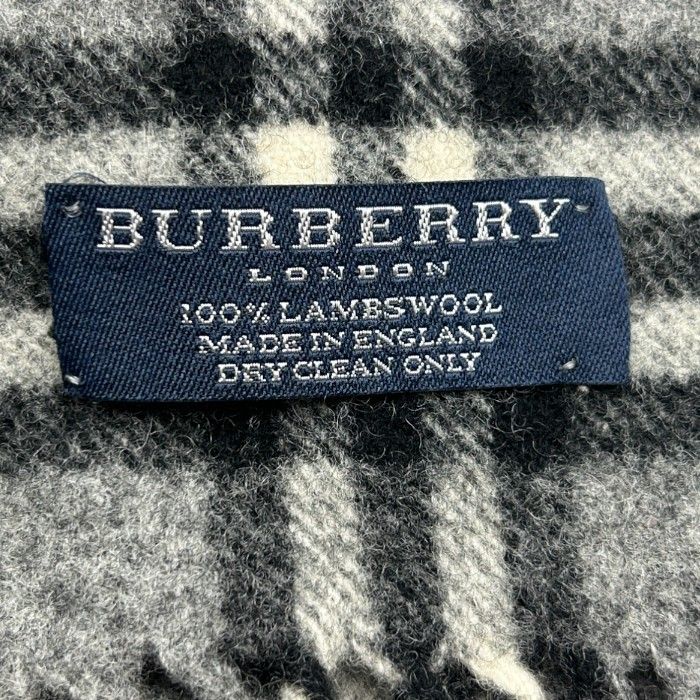 BURBERRY
LONDON
100% LAMBSWOOL
MADE IN ENGLAND
DRY CLEAN ONLY